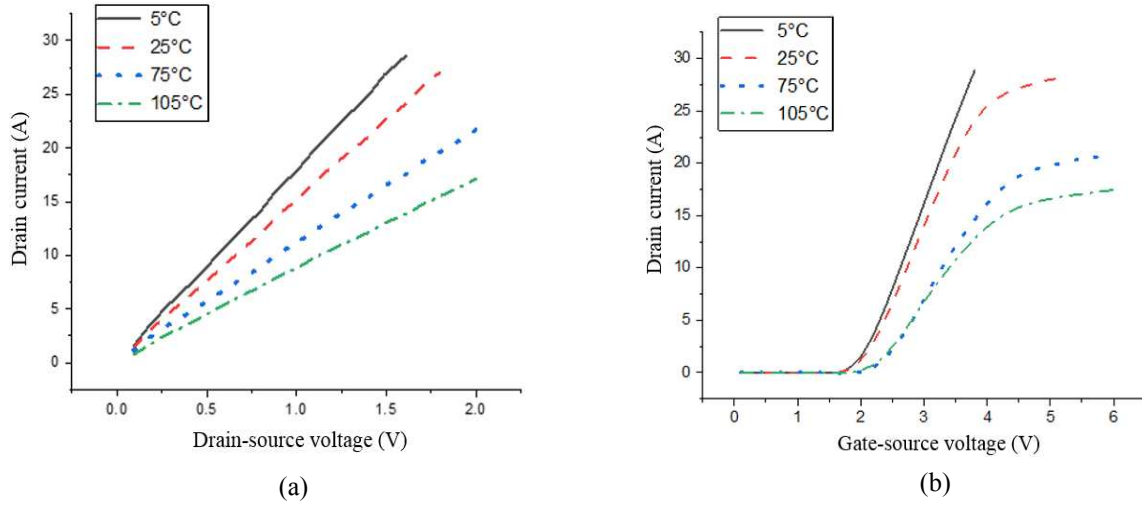 5°C
25°C
75°C
105°C
30
25
20
15
10
5
0
Drain current (A)
0.0 0.5 1.0 1.5 2.0
Drain-source voltage (V)
(a)
5°C
25°C
75°C
105°C
30
25
20
15
10
5
0
Drain current (A)
0 1 2 3 4 5 6
Gate-source voltage (V)
(b)